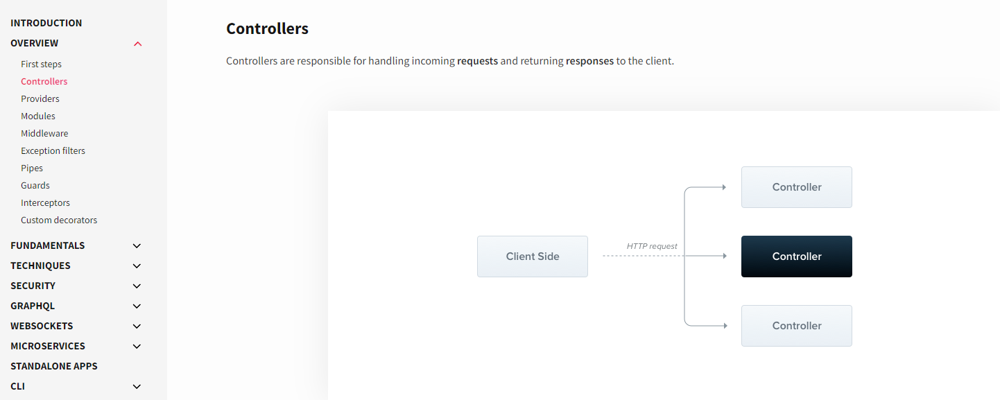 INTRODUCTION
OVERVIEW
First steps
Controllers
Providers
Modules
Middleware
Exception filters
Pipes
Guards
Interceptors
Custom decorators
FUNDAMENTALS
TECHNIQUES
SECURITY
GRAPHQL
WEBSOCKETS
MICROSERVICES
STANDALONE APPS
CLI
Controllers
Controllers are responsible for handling incoming requests and returning responses to the client.
Client Side
HTTP request
Controller
Controller
Controller